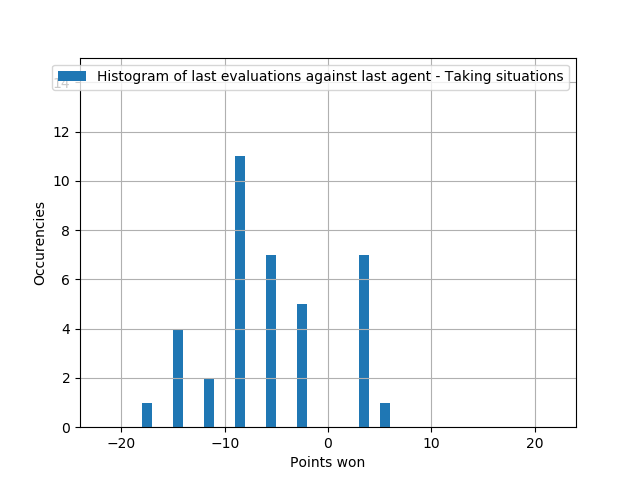 Histogram of last evaluations against last agent - Taking situations
14
12
10
8
6
4
2
0
Occurencies
−20 −10 0 10 20
Points won